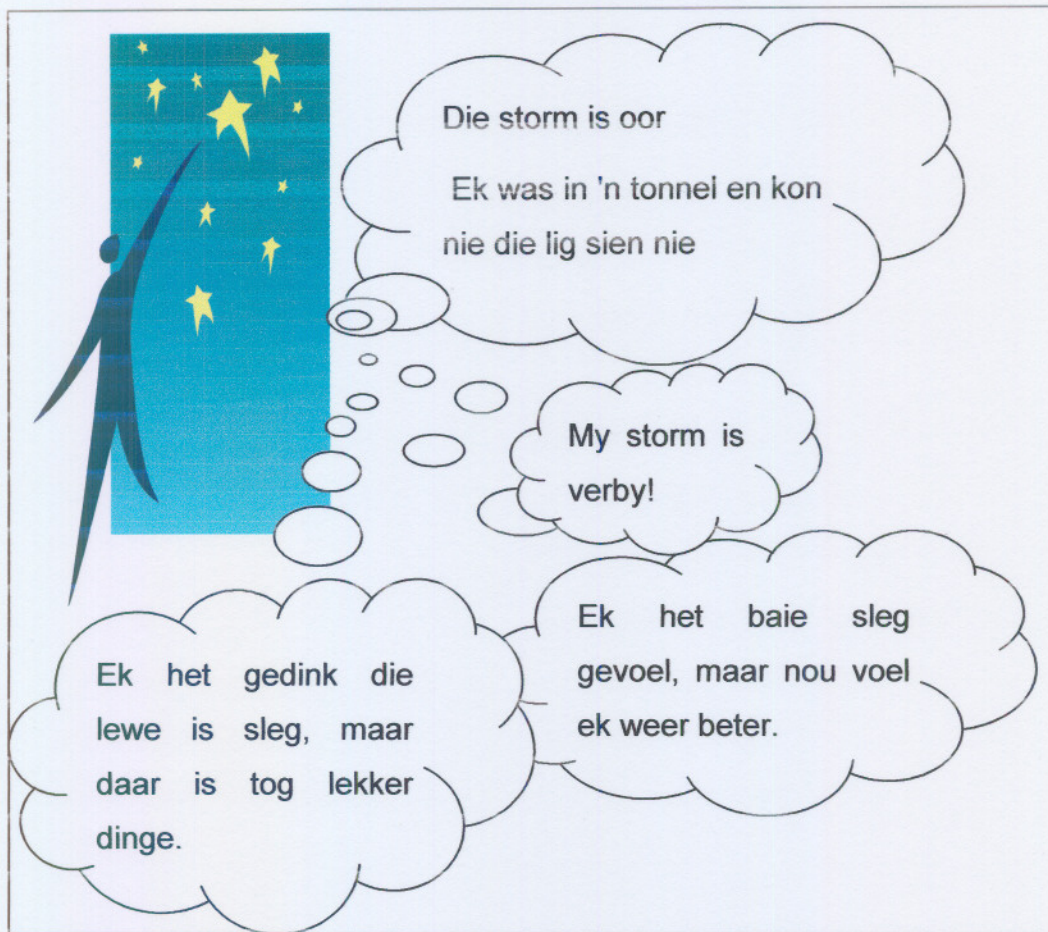 Die storm is oor
Ek was in 'n tonnel en kon
nie die lig sien nie
My storm is
verby!
Ek het baie sleg
gevoel, maar nou voel
ek weer beter.
Ek het gedink die
lewe is sleg, maar
daar is tog lekker
dinge.